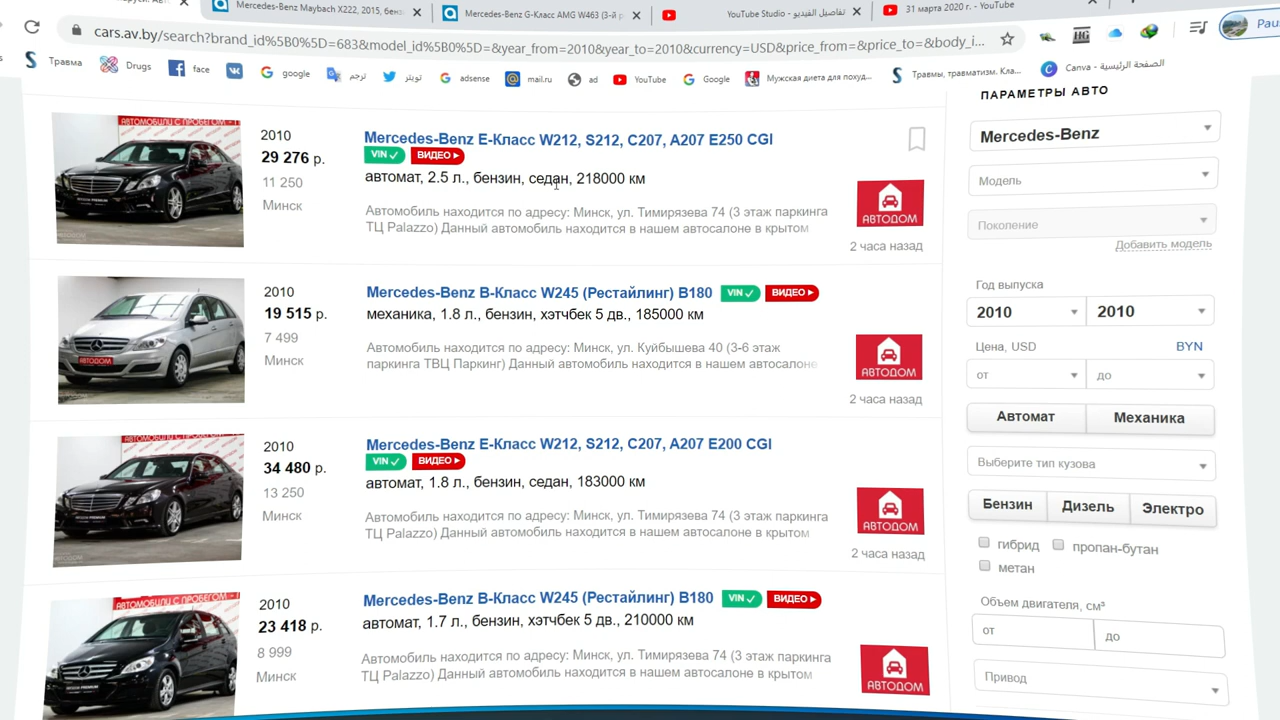 Mercedes-Benz Maybach X222, 2015, бенз
Mercedes-Benz G-Класс AMG W463 (3-й р
YouTube Studio - تفاصيل الفيديو
31 марта 2020 г. - YouTube
cars.av.by/search?brand_id%5B0%5D=683&model_id%5B0%5D=&year_from=2010&year_to=2010&currency=USD&price_from=&price_to=&body_i...
Pau
Травма
Drugs
face
google
ترجم
تويتر
adsense
mail.ru
ad
YouTube
Google
Мужская диета для похуд...
Травмы, травматизм, Кла...
Canva - الصفحة الرئيسية
2010
29 276 р.
11 250
Минск
Mercedes-Benz E-Класс W212, S212, C207, A207 E250 CGI
VIN
ВИДЕО
автомат, 2.5 л., бензин, седан, 218000 км
Автомобиль находится по адресу: Минск, ул. Тимирязева 74 (3 этаж паркинга
ТЦ Palazzo) Данный автомобиль находится в нашем автосалоне в крытом
АВТОДОМ
2 часа назад
2010
19 515 р.
7 499
Минск
Mercedes-Benz B-Класс W245 (Рестайлинг) B180 VIN ВИДЕО
механика, 1.8 л., бензин, хэтчбек 5 дв., 185000 км
Автомобиль находится по адресу: Минск, ул. Куйбышева 40 (3-6 этаж
паркинга ТВЦ Паркинг) Данный автомобиль находится в нашем автосалоне
АВТОДОМ
2 часа назад
2010
34 480 р.
13 250
Минск
Mercedes-Benz E-Класс W212, S212, C207, A207 E200 CGI
VIN
ВИДЕО
автомат, 1.8 л., бензин, седан, 183000 км
Автомобиль находится по адресу: Минск, ул. Тимирязева 74 (3 этаж паркинга
ТЦ Palazzo) Данный автомобиль находится в нашем автосалоне в крытом
АВТОДОМ
2 часа назад
2010
23 418 р.
8 999
Минск
Mercedes-Benz B-Класс W245 (Рестайлинг) B180 VIN ВИДЕО
автомат, 1.7 л., бензин, хэтчбек 5 дв., 210000 км
Автомобиль находится по адресу: Минск, ул. Тимирязева 74 (3 этаж паркинга
ТЦ Palazzo) Данный автомобиль находится в нашем автосалоне в крытом
АВТОДОМ
ПАРАМЕТРЫ АВТО
Mercedes-Benz
Модель
Поколение
Добавить модель
Год выпуска
2010 2010
Цена, USD BYN
от до
Автомат Механика
Выберите тип кузова
Бензин Дизель Электро
гибрид пропан-бутан
метан
Объем двигателя, см³
от до
Привод